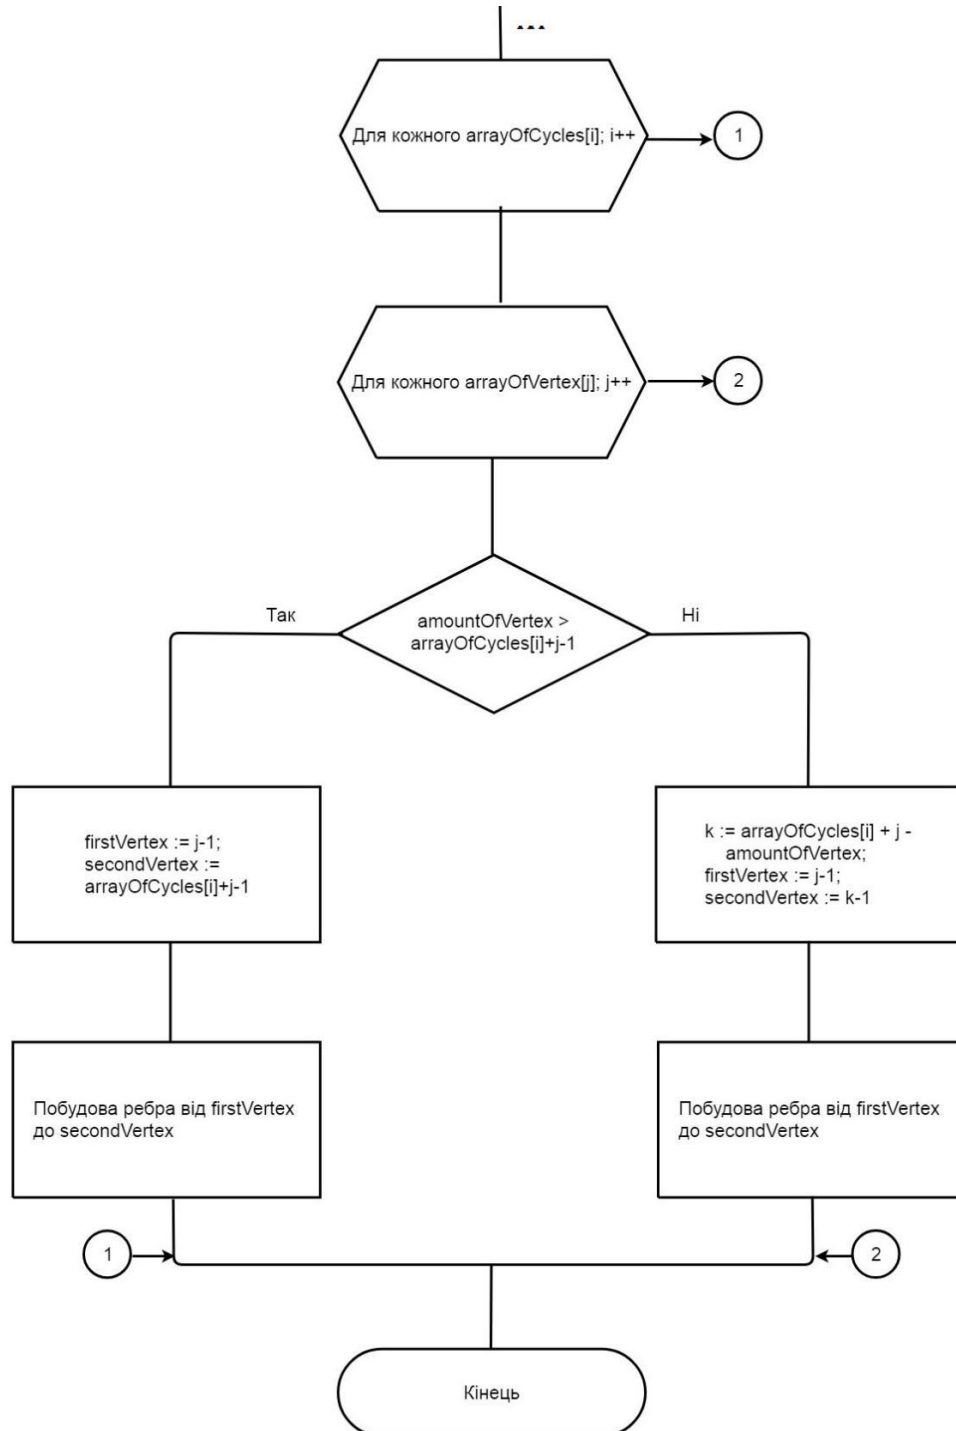 ...
Для кожного arrayOfCycles[i]; i++
1
Для кожного arrayOfVertex[j]; j++
2
Так
amountOfVertex >
arrayOfCycles[i]+j-1
Ні
firstVertex := j-1;
secondVertex :=
arrayOfCycles[i]+j-1
k := arrayOfCycles[i] + j -
amountOfVertex;
firstVertex := j-1;
secondVertex := k-1
Побудова ребра від firstVertex
до secondVertex
Побудова ребра від firstVertex
до secondVertex
1
2
Кінець